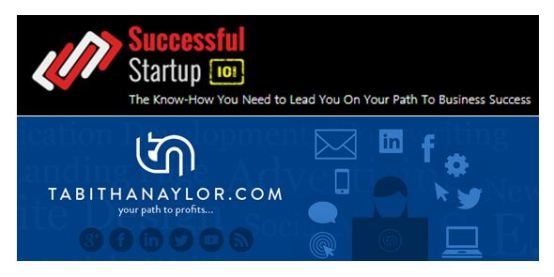 Successful
Startup 101
The Know-How You Need to Lead You On Your Path To Business Success
TABITHANAYLOR.COM
your path to profits...